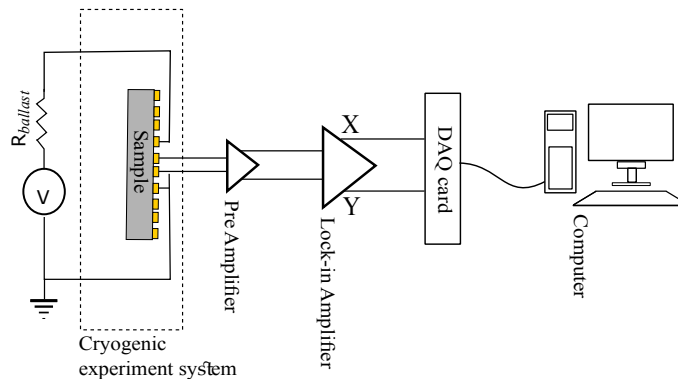 R_ballast
V
Sample
Pre Amplifier
X
Y
Lock-in Amplifier
DAQ card
Computer
Cryogenic
experiment system